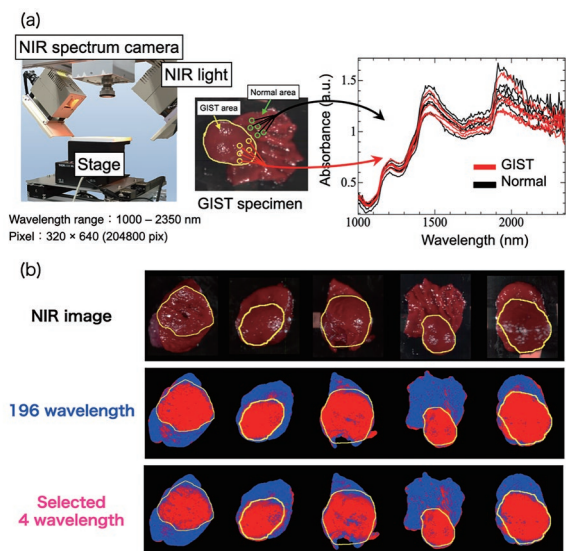 (a)
NIR spectrum camera
NIR light
Stage
Wavelength range : 1000 – 2350 nm
Pixel : 320 × 640 (204800 pix)
Normal area
GIST area
GIST specimen
Absorbance (a.u.)
1.5
1.0
0.5
GIST
Normal
1000
1500
2000
Wavelength (nm)
(b)
NIR image
196 wavelength
Selected
4 wavelength